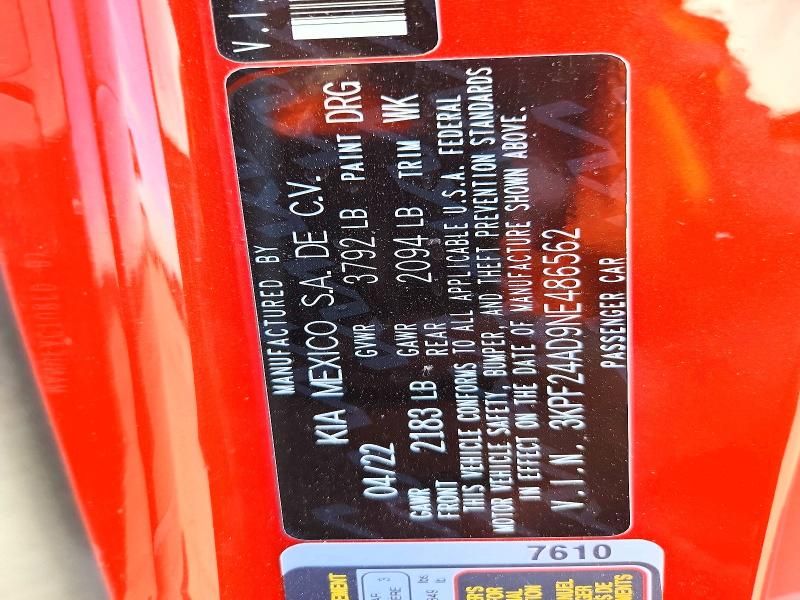 V.I.
MANUFACTURED BY
KIA MEXICO S.A. DE C.V.
04/22 GVWR 3792 LB PAINT DRG
GAWR FRONT 2183 LB GAWR REAR 2094 LB TRIM WK
THIS VEHICLE CONFORMS TO ALL APPLICABLE U.S.A. FEDERAL
MOTOR VEHICLE SAFETY, BUMPER, AND THEFT PREVENTION STANDARDS
IN EFFECT ON THE DATE OF MANUFACTURE SHOWN ABOVE.
V.I.N. 3KPF24AD9NE486562
PASSENGER CAR
7610